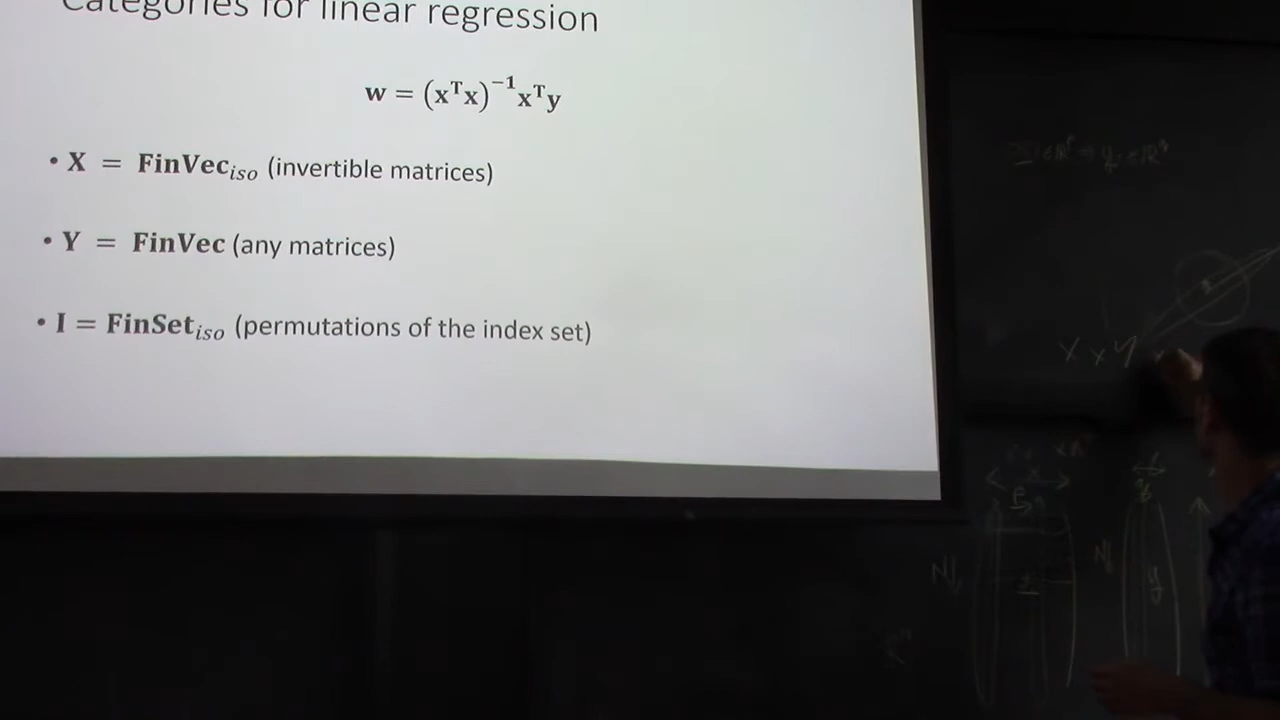 Categories for linear regression
w = (xᵀx)⁻¹xᵀy
• X = FinVec_iso (invertible matrices)
• Y = FinVec (any matrices)
• I = FinSet_iso (permutations of the index set)
X x Y x
N
N
y